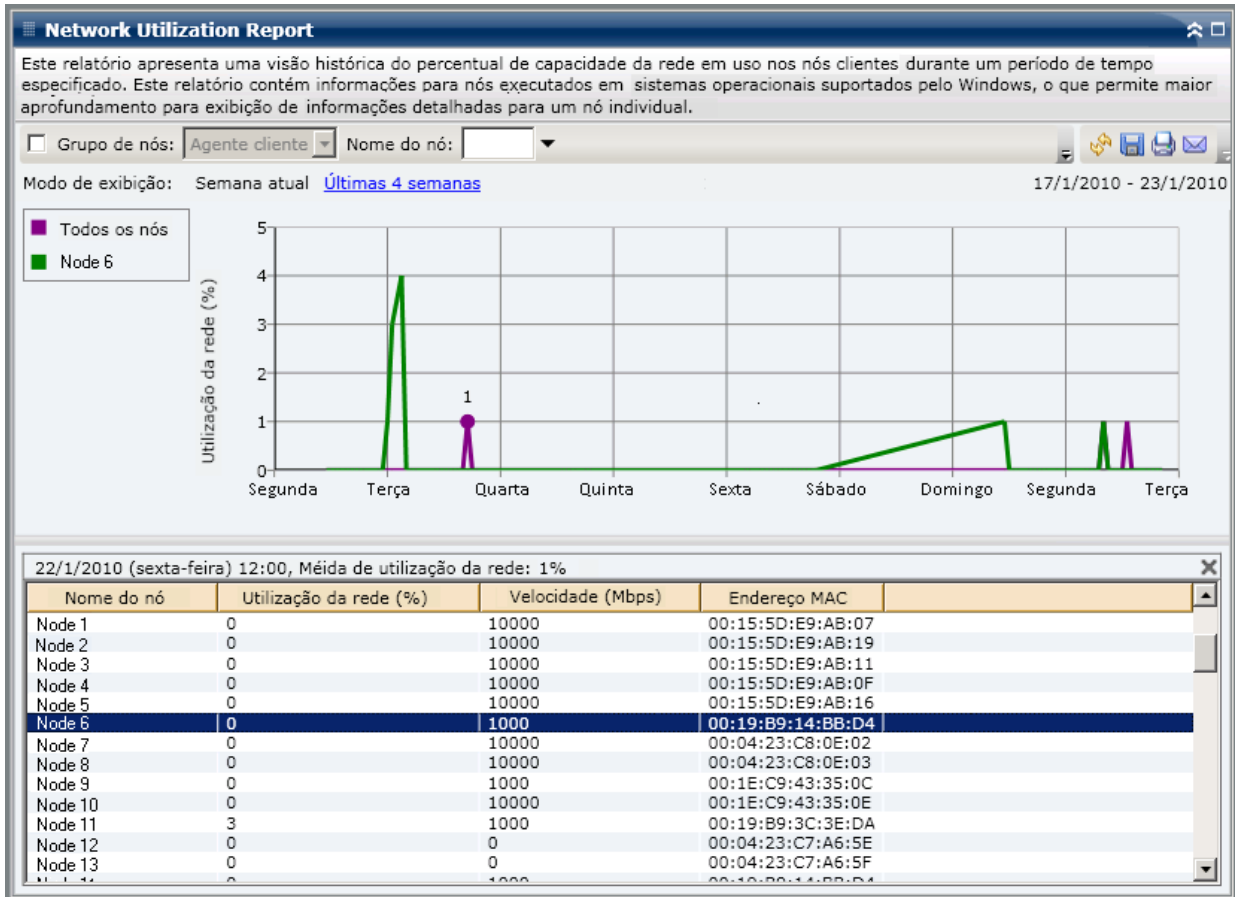 Network Utilization Report
Este relatório apresenta uma visão histórica do percentual de capacidade da rede em uso nos nós clientes durante um período de tempo
especificado. Este relatório contém informações para nós executados em sistemas operacionais suportados pelo Windows, o que permite maior
aprofundamento para exibição de informações detalhadas para um nó individual.
Grupo de nós: Agente cliente Nome do nó:
Modo de exibição: Semana atual Últimas 4 semanas 17/1/2010 - 23/1/2010
Todos os nós
Node 6
Utilização da rede (%)
5
4
3
2
1
0
1
Segunda Terça Quarta Quinta Sexta Sábado Domingo Segunda Terça
22/1/2010 (sexta-feira) 12:00, Méida de utilização da rede: 1%
Nome do nó Utilização da rede (%) Velocidade (Mbps) Endereço MAC
Node 1 0 10000 00:15:5D:E9:AB:07
Node 2 0 10000 00:15:5D:E9:AB:19
Node 3 0 10000 00:15:5D:E9:AB:11
Node 4 0 10000 00:15:5D:E9:AB:0F
Node 5 0 10000 00:15:5D:E9:AB:16
Node 6 0 1000 00:19:B9:14:BB:D4
Node 7 0 10000 00:04:23:C8:0E:02
Node 8 0 10000 00:04:23:C8:0E:03
Node 9 0 1000 00:1E:C9:43:35:0C
Node 10 0 10000 00:1E:C9:43:35:0E
Node 11 3 1000 00:19:B9:3C:3E:DA
Node 12 0 0 00:04:23:C7:A6:5E
Node 13 0 0 00:04:23:C7:A6:5F